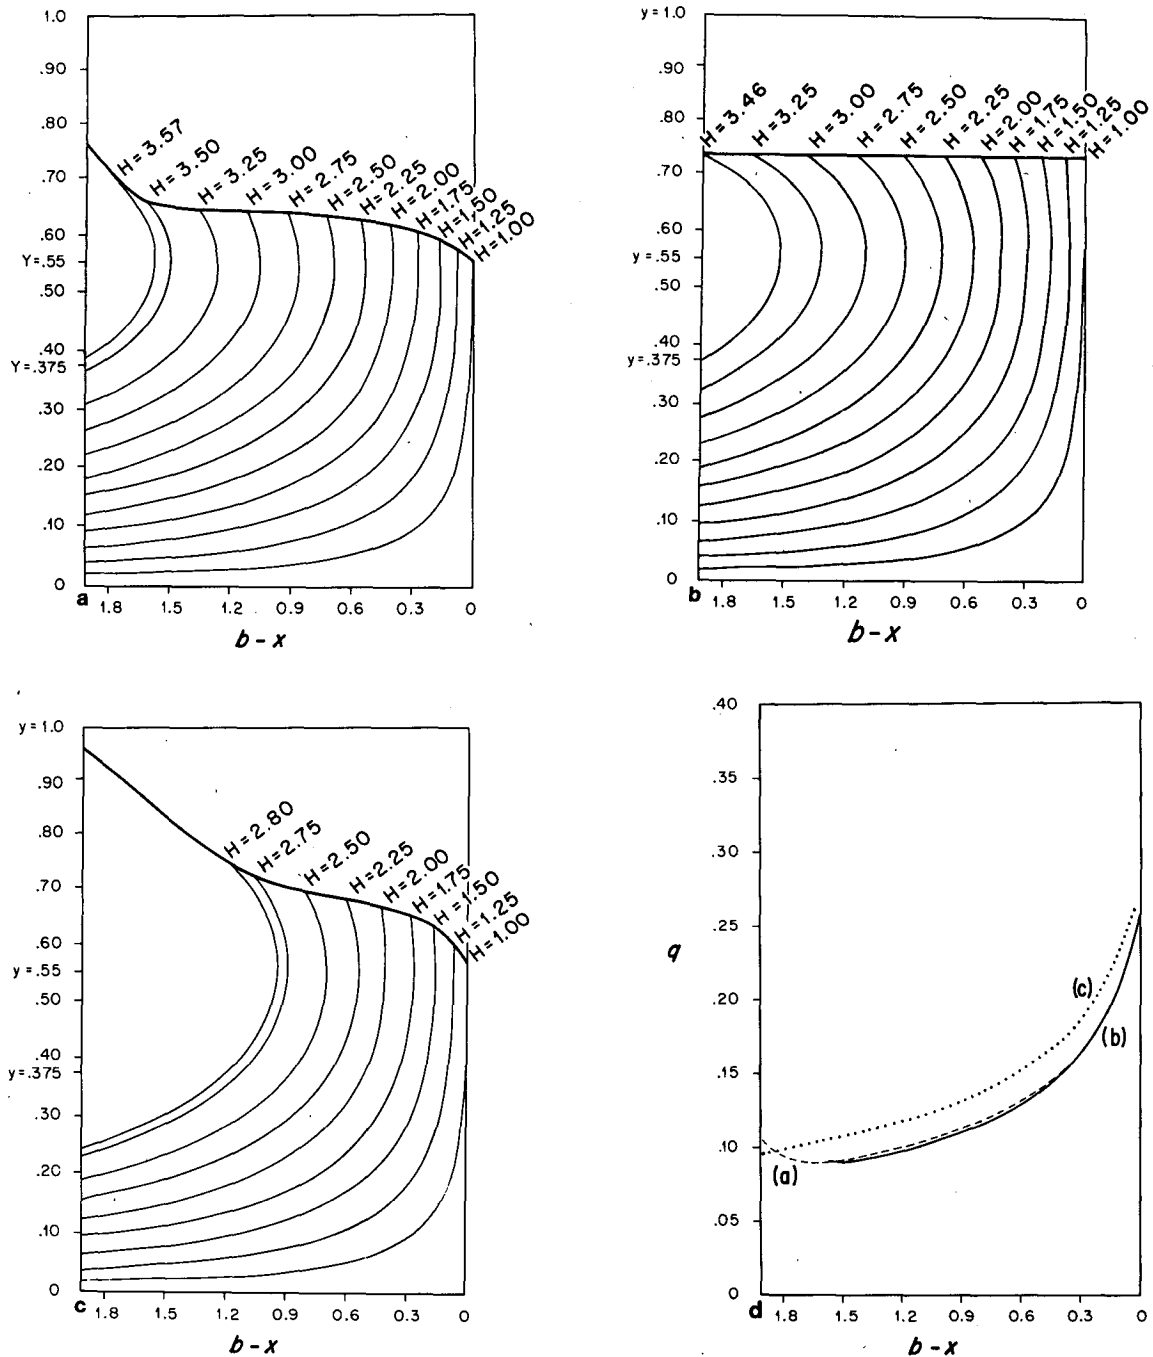 1.0
.90
.80
.70
.60
Y=.55
.50
.40
Y=.375
.30
.20
.10
0
H=3.57
H=3.50
H=3.25
H=3.00
H=2.75
H=2.50
H=2.25
H=2.00
H=1.75
H=1.50
H=1.25
H=1.00
a
1.8 1.5 1.2 0.9 0.6 0.3 0
b-x
y=1.0
.90
.80
.70
.60
y=.55
.50
.40
y=.375
.30
.20
.10
0
H=3.46
H=3.25
H=3.00
H=2.75
H=2.50
H=2.25
H=2.00
H=1.75
H=1.50
H=1.25
H=1.00
b
1.8 1.5 1.2 0.9 0.6 0.3 0
b-x
y=1.0
.90
.80
.70
.60
y=.55
.50
.40
y=.375
.30
.20
.10
0
H=2.80
H=2.75
H=2.50
H=2.25
H=2.00
H=1.75
H=1.50
H=1.25
H=1.00
c
1.8 1.5 1.2 0.9 0.6 0.3 0
b-x
.40
.35
.30
.25
q
.20
.15
.10
.05
0
(c)
(b)
(a)
d
1.8 1.5 1.2 0.9 0.6 0.3 0
b-x